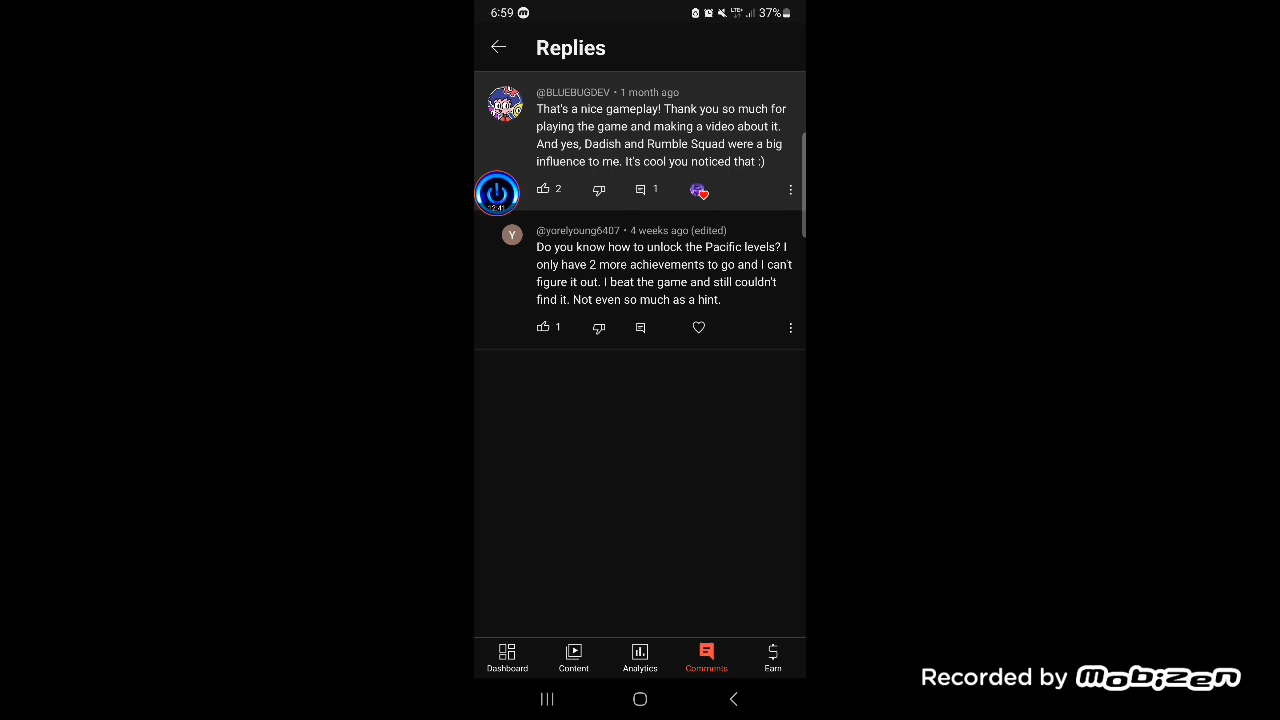 6:59
LTE+
37%
Replies
@BLUEBUGDEV • 1 month ago
That's a nice gameplay! Thank you so much for
playing the game and making a video about it.
And yes, Dadish and Rumble Squad were a big
influence to me. It's cool you noticed that :)
2
1
12:41
Y
@yorelyoung6407 • 4 weeks ago (edited)
Do you know how to unlock the Pacific levels? I
only have 2 more achievements to go and I can't
figure it out. I beat the game and still couldn't
find it. Not even so much as a hint.
1
Dashboard
Content
Analytics
Comments
Earn
Recorded by mobizen